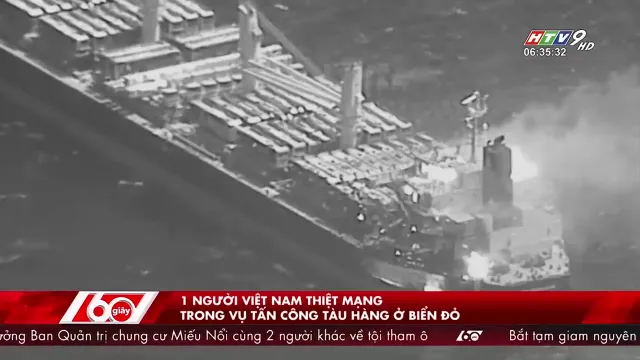 HTV9 HD
06:35:32
60 giây
1 NGƯỜI VIỆT NAM THIỆT MẠNG
TRONG VỤ TẤN CÔNG TÀU HÀNG Ở BIỂN ĐỎ
ưởng Ban Quản trị chung cư Miếu Nổi cùng 2 người khác về tội tham ô Bắt tạm giam nguyên